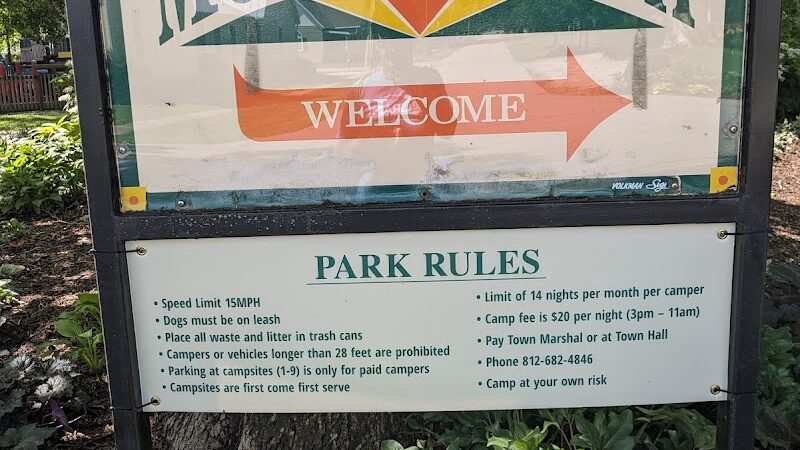 WELCOME
VOLKMAN
PARK RULES
• Speed Limit 15MPH
• Dogs must be on leash
• Place all waste and litter in trash cans
• Campers or vehicles longer than 28 feet are prohibited
• Parking at campsites (1-9) is only for paid campers
• Campsites are first come first serve
• Limit of 14 nights per month per camper
• Camp fee is $20 per night (3pm – 11am)
• Pay Town Marshal or at Town Hall
• Phone 812-682-4846
• Camp at your own risk